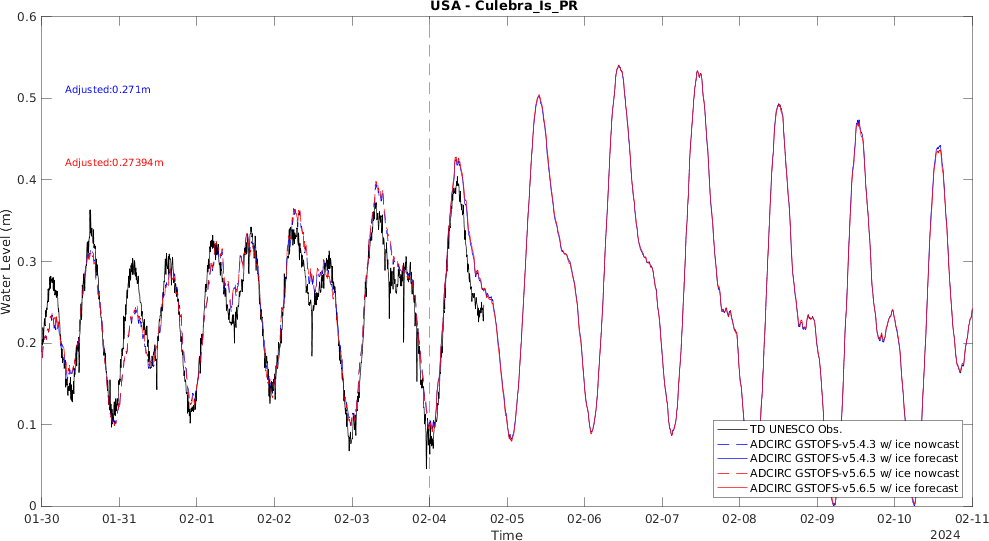 USA - Culebra_Is_PR
0.6
0.5
0.4
0.3
0.2
0.1
0
Water Level (m)
Adjusted:0.271m
Adjusted:0.27394m
TD UNESCO Obs.
ADCIRC GSTOFS-v5.4.3 w/ ice nowcast
ADCIRC GSTOFS-v5.4.3 w/ ice forecast
ADCIRC GSTOFS-v5.6.5 w/ ice nowcast
ADCIRC GSTOFS-v5.6.5 w/ ice forecast
01-30 01-31 02-01 02-02 02-03 02-04 02-05 02-06 02-07 02-08 02-09 02-10 02-11
Time
2024